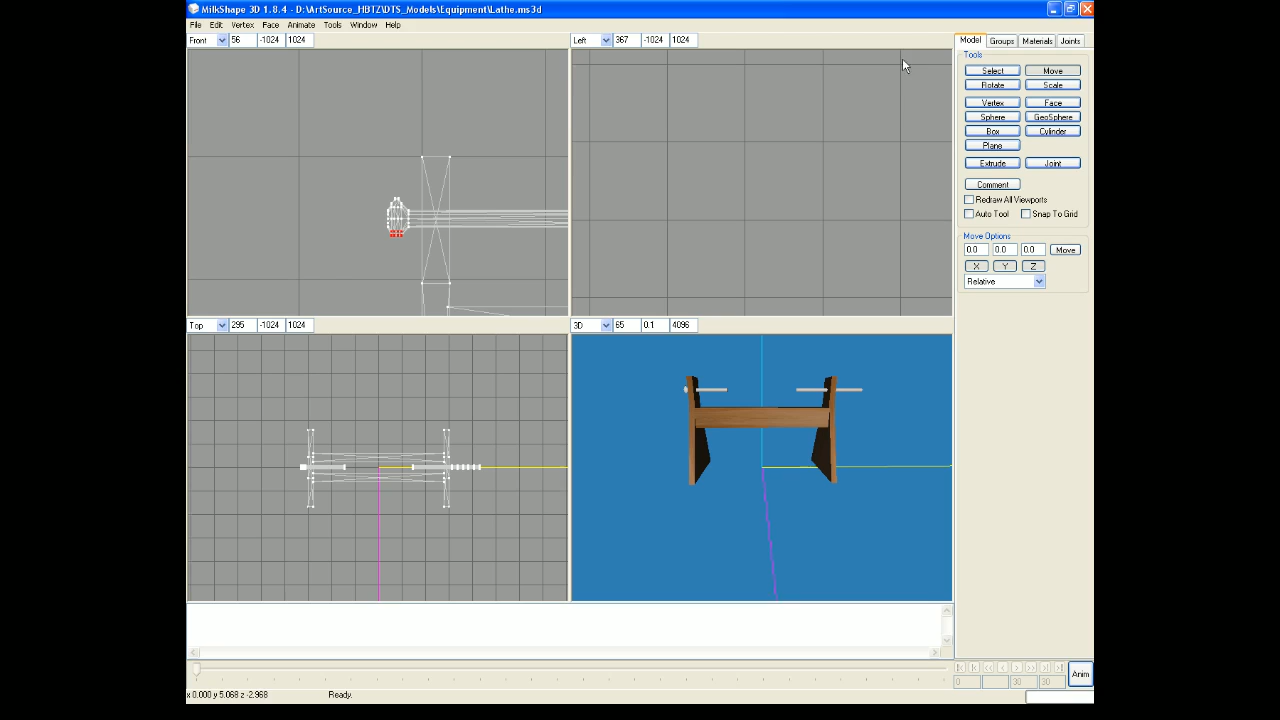 MilkShape 3D 1.8.4 - D:\ArtSource_HBTZ\DTS_Models\Equipment\Lathe.ms3d
File Edit Vertex Face Animate Tools Window Help
Front 56 -1024 1024 Left 367 -1024 1024
Model Groups Materials Joints
Tools
Select Move
Rotate Scale
Vertex Face
Sphere GeoSphere
Box Cylinder
Plane
Extrude Joint
Comment
Redraw All Viewports
Auto Tool Snap To Grid
Move Options
0.0 0.0 0.0 Move
X Y Z
Relative
Top 295 -1024 1024 3D 65 0.1 4096
Anim
0 30 30
x 0.000 y 5.068 z -2.968 Ready.